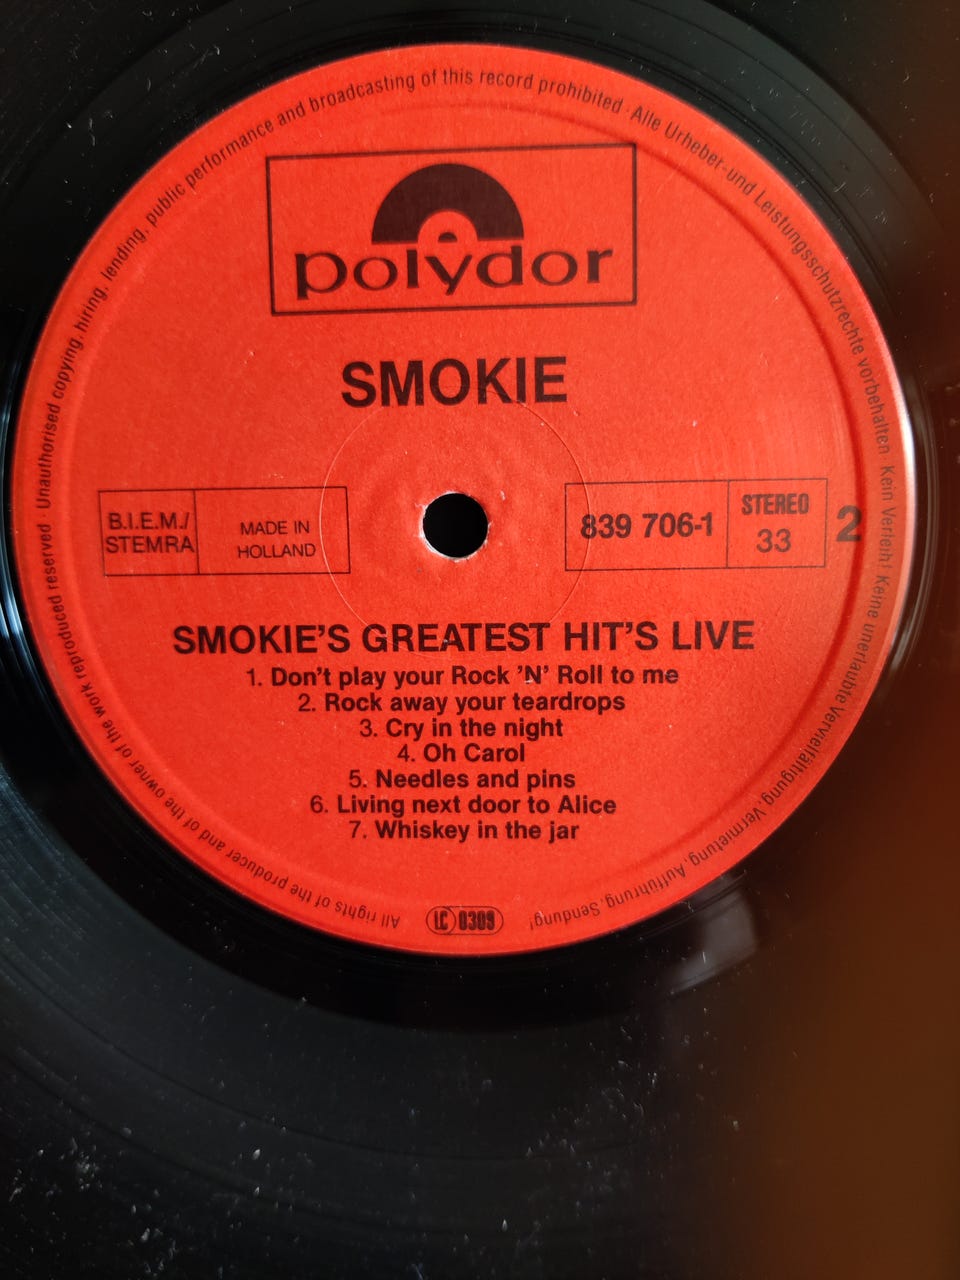 polydor
SMOKIE
B.I.E.M./
STEMRA
MADE IN
HOLLAND
839 706-1
STEREO
33
2
SMOKIE'S GREATEST HIT'S LIVE
1. Don't play your Rock 'N' Roll to me
2. Rock away your teardrops
3. Cry in the night
4. Oh Carol
5. Needles and pins
6. Living next door to Alice
7. Whiskey in the jar
All rights of the producer and of the owner of the work reproduced reserved · Unauthorised copying, hiring, lending, public performance and broadcasting of this record prohibited · Alle Urheber- und Leistungsschutzrechte vorbehalten · Kein Verleih! Keine unerlaubte Vervielfältigung, Vermietung, Aufführung, Sendung!
LC 0309